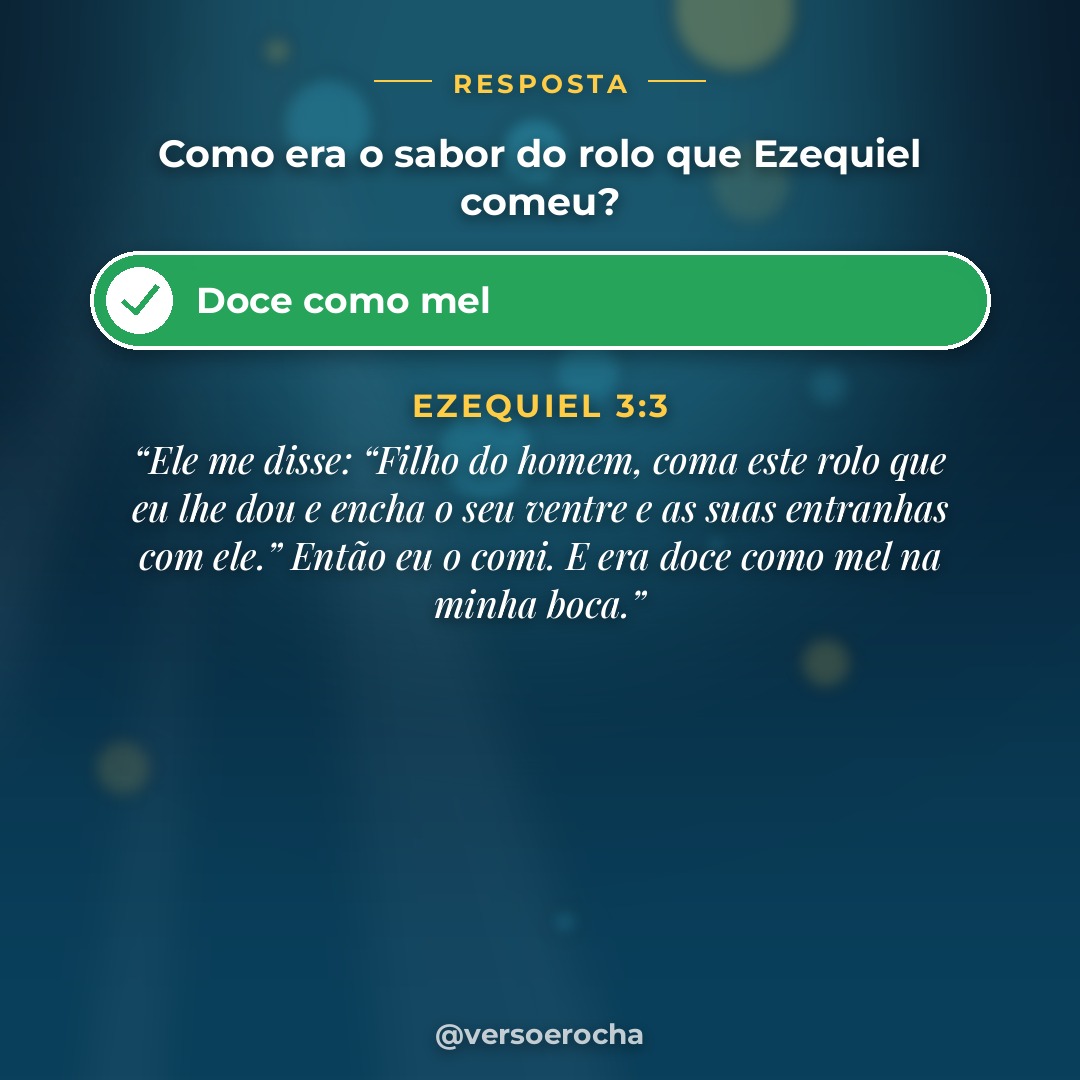 RESPOSTA
Como era o sabor do rolo que Ezequiel
comeu?
Doce como mel
EZEQUIEL 3:3
“Ele me disse: “Filho do homem, coma este rolo que
eu lhe dou e encha o seu ventre e as suas entranhas
com ele.” Então eu o comi. E era doce como mel na
minha boca.”
@versoerocha